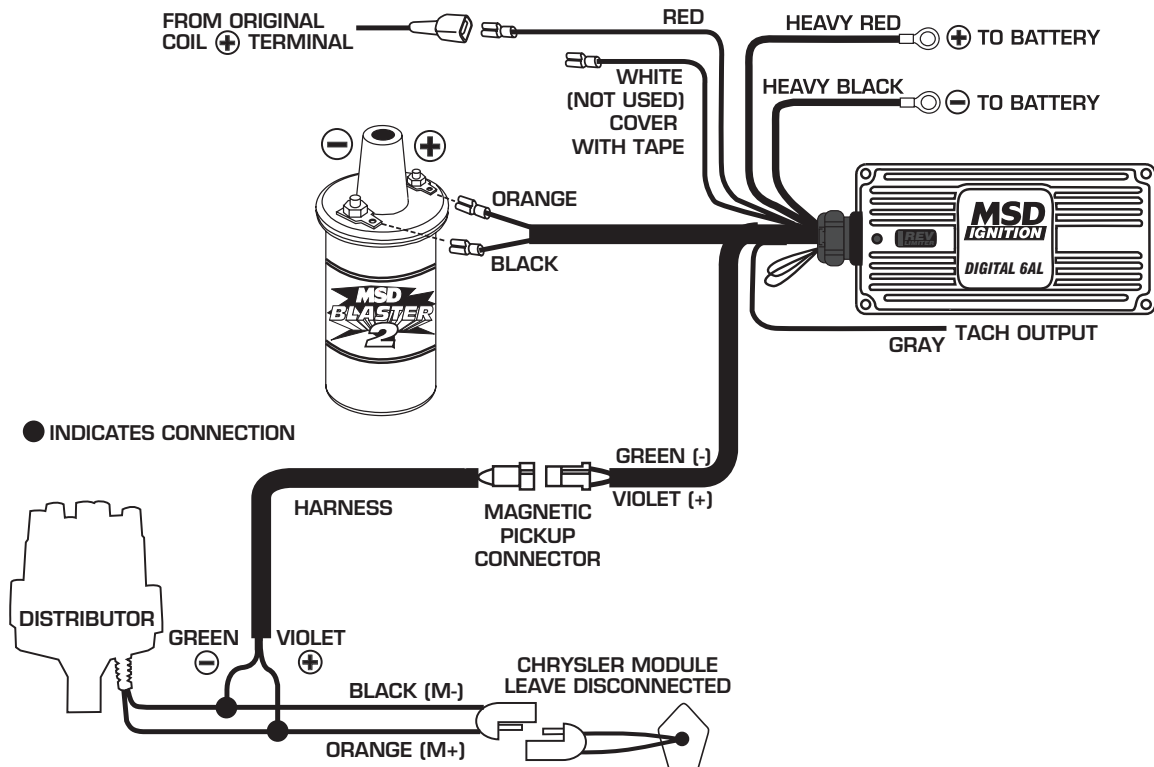 FROM ORIGINAL
COIL + TERMINAL
RED
HEAVY RED
+ TO BATTERY
WHITE
(NOT USED)
COVER
WITH TAPE
HEAVY BLACK
- TO BATTERY
- +
ORANGE
BLACK
MSD
BLASTER
2
MSD
IGNITION
REV
LIMITER
DIGITAL 6AL
GRAY
TACH OUTPUT
INDICATES CONNECTION
HARNESS
MAGNETIC
PICKUP
CONNECTOR
GREEN (-)
VIOLET (+)
DISTRIBUTOR
GREEN
-
VIOLET
+
BLACK (M-)
ORANGE (M+)
CHRYSLER MODULE
LEAVE DISCONNECTED